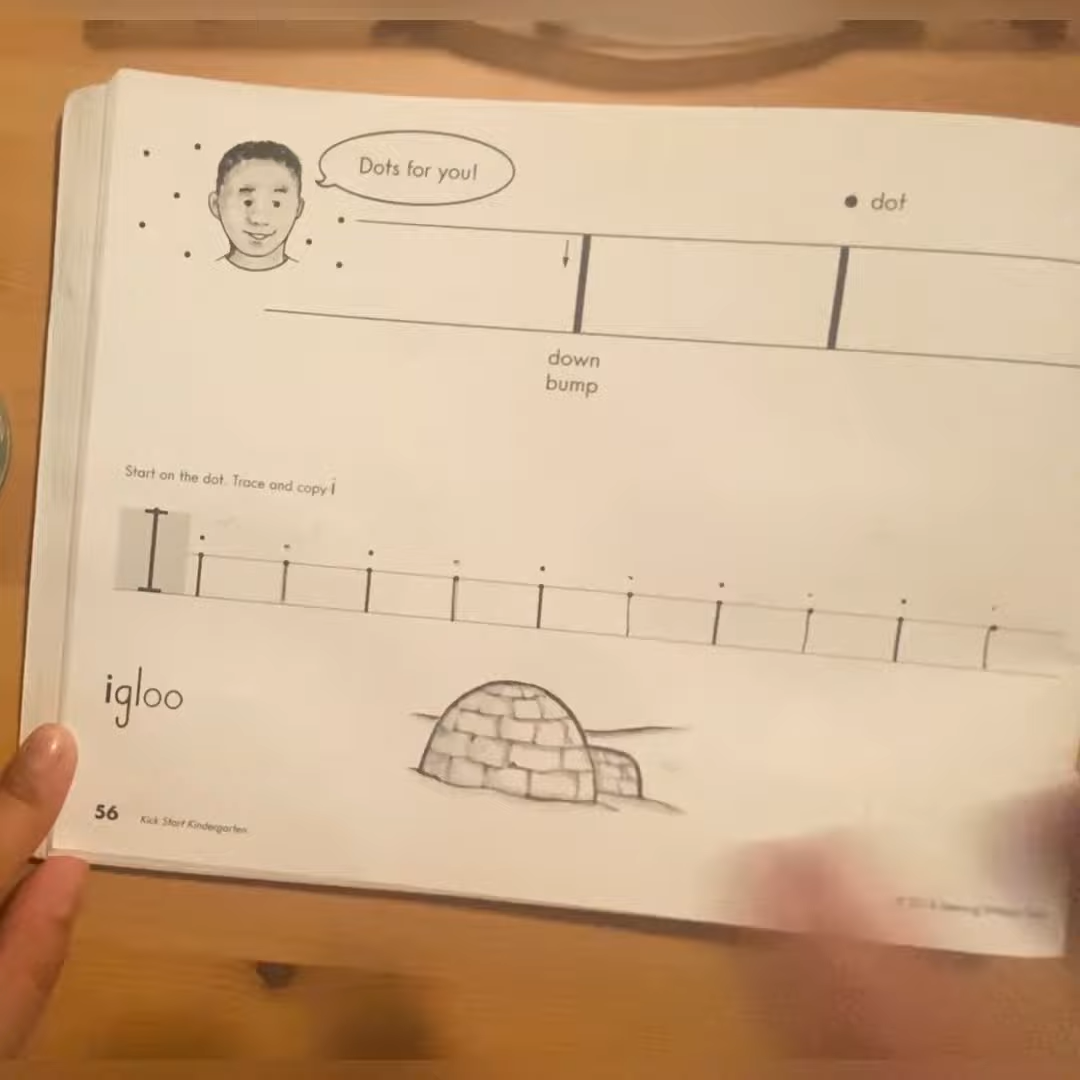 Dots for you!
dot
down
bump
Start on the dot. Trace and copy i
I i i i i i i i i i i
igloo
56 Kick Start Kindergarten